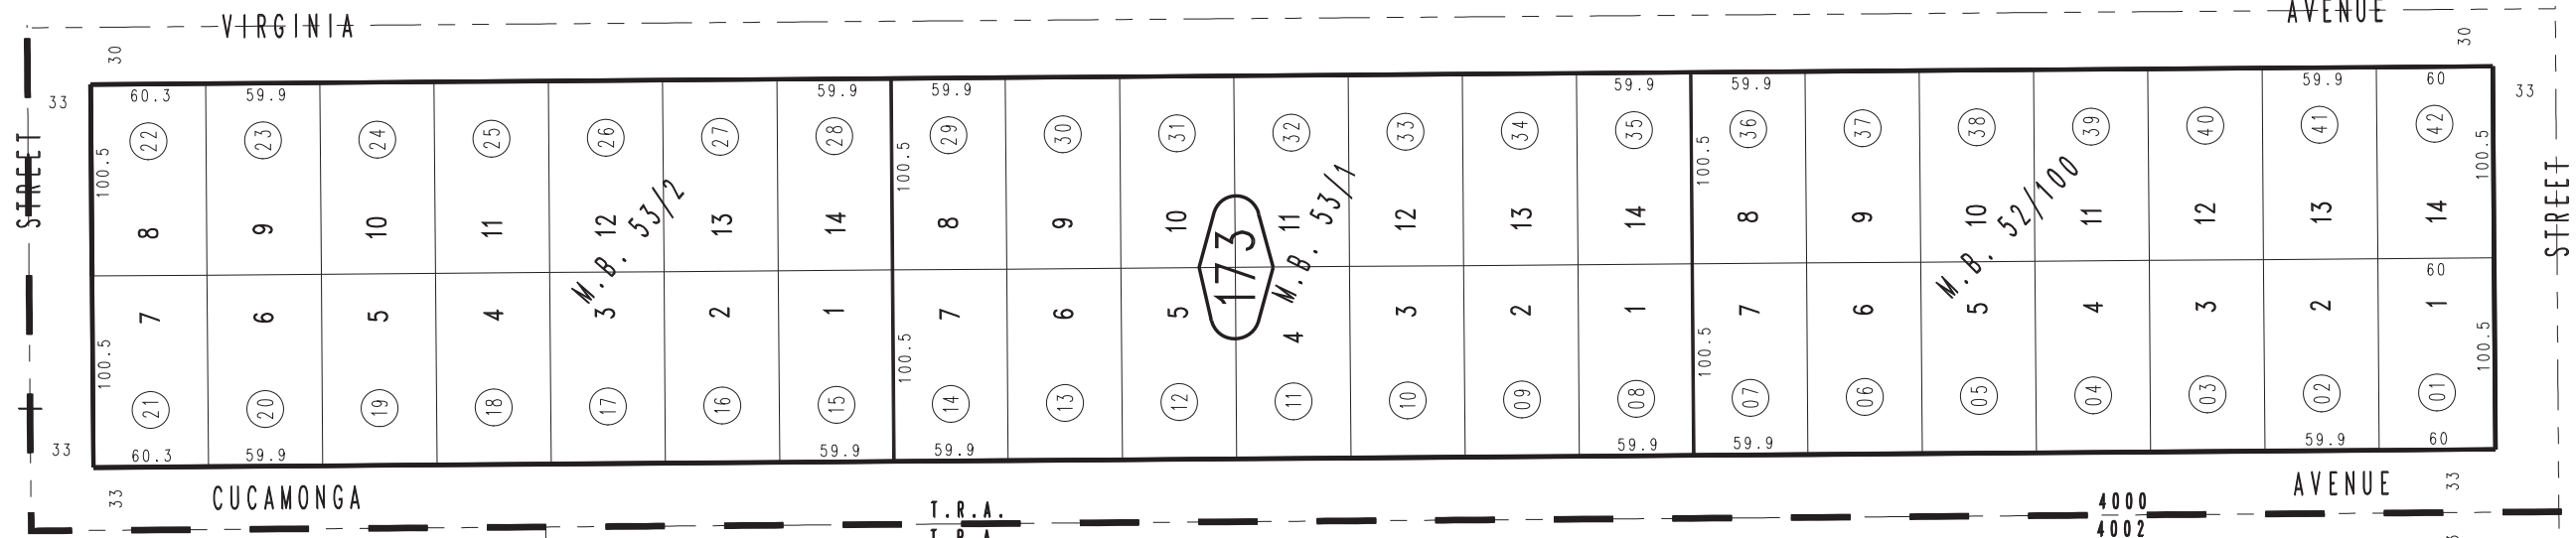 VIRGINIA AVENUE
30 30
33 33
60.3 59.9 59.9 59.9 59.9 59.9 59.9 60
22 23 24 25 26 27 28 29 30 31 32 33 34 35 36 37 38 39 40 41 42
100.5 100.5 100.5 100.5
STREET STREET
8 9 10 11 12 13 14 8 9 10 11 12 13 14 8 9 10 11 12 13 14
M.B. 53/2 M.B. 53/1 M.B. 52/100
173
60
7 6 5 4 3 2 1 7 6 5 4 3 2 1 7 6 5 4 3 2 1
100.5 100.5 100.5 100.5
21 20 19 18 17 16 15 14 13 12 11 10 09 08 07 06 05 04 03 02 01
33
60.3 59.9 59.9 59.9 59.9 59.9 59.9 60
33 33
CUCAMONGA AVENUE
T.R.A. 4000
T.R.A. 4002